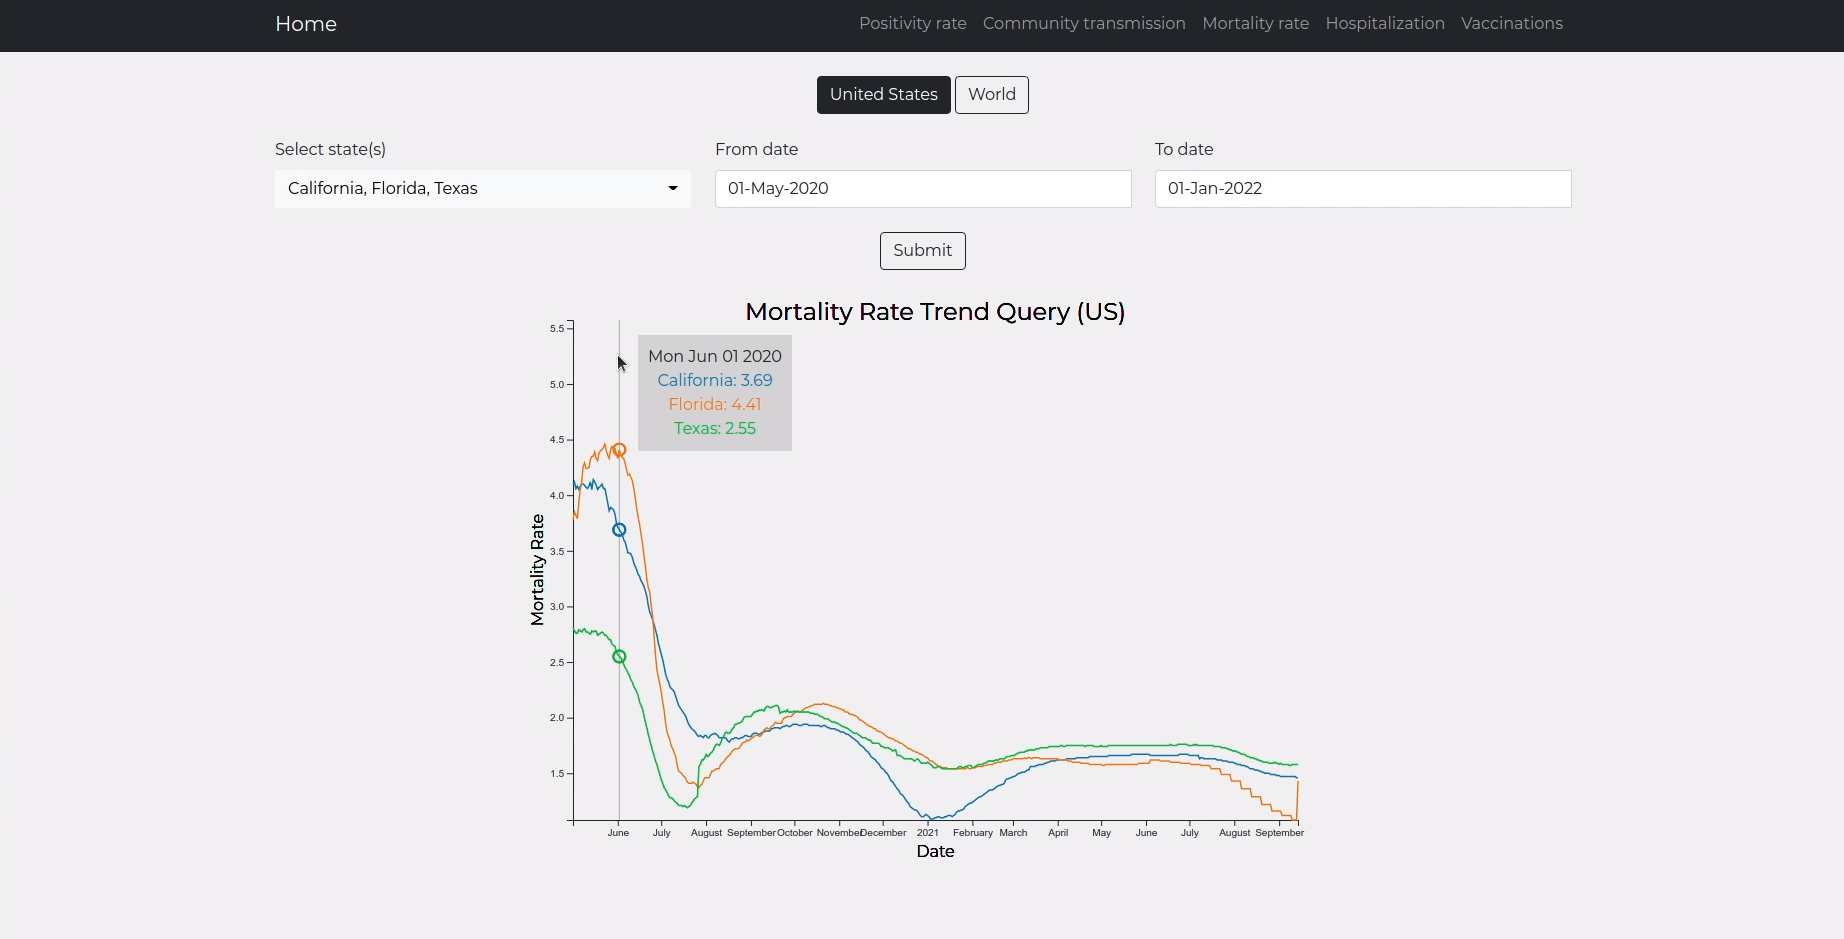 Home Positivity rate Community transmission Mortality rate Hospitalization Vaccinations
United States World
Select state(s) From date To date
California, Florida, Texas 01-May-2020 01-Jan-2022
Submit
Mortality Rate Trend Query (US)
5.5
Mon Jun 01 2020
California: 3.69
5.0
Florida: 4.41
Texas: 2.55
4.5
4.0
3.5
Mortality Rate
3.0
2.5
2.0
1.5
June July August September October November December 2021 February March April May June July August September
Date